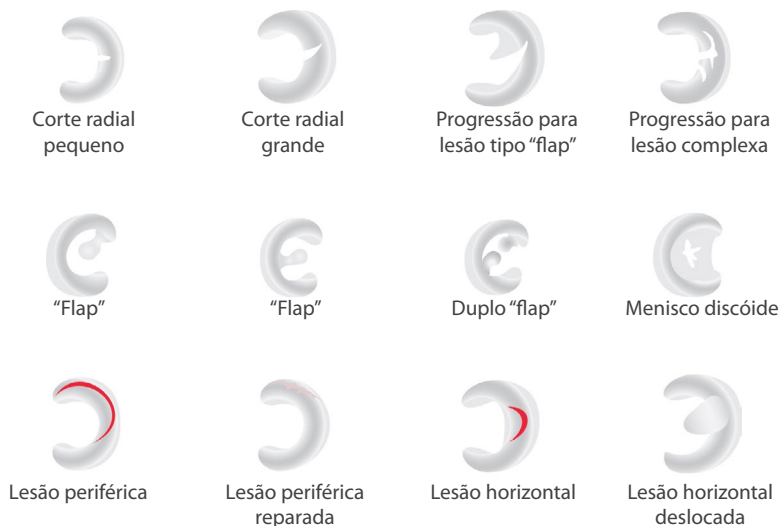 Corte radial
pequeno
Corte radial
grande
Progressão para
lesão tipo “flap”
Progressão para
lesão complexa
“Flap”
“Flap”
Duplo “flap”
Menisco discóide
Lesão periférica
Lesão periférica
reparada
Lesão horizontal
Lesão horizontal
deslocada